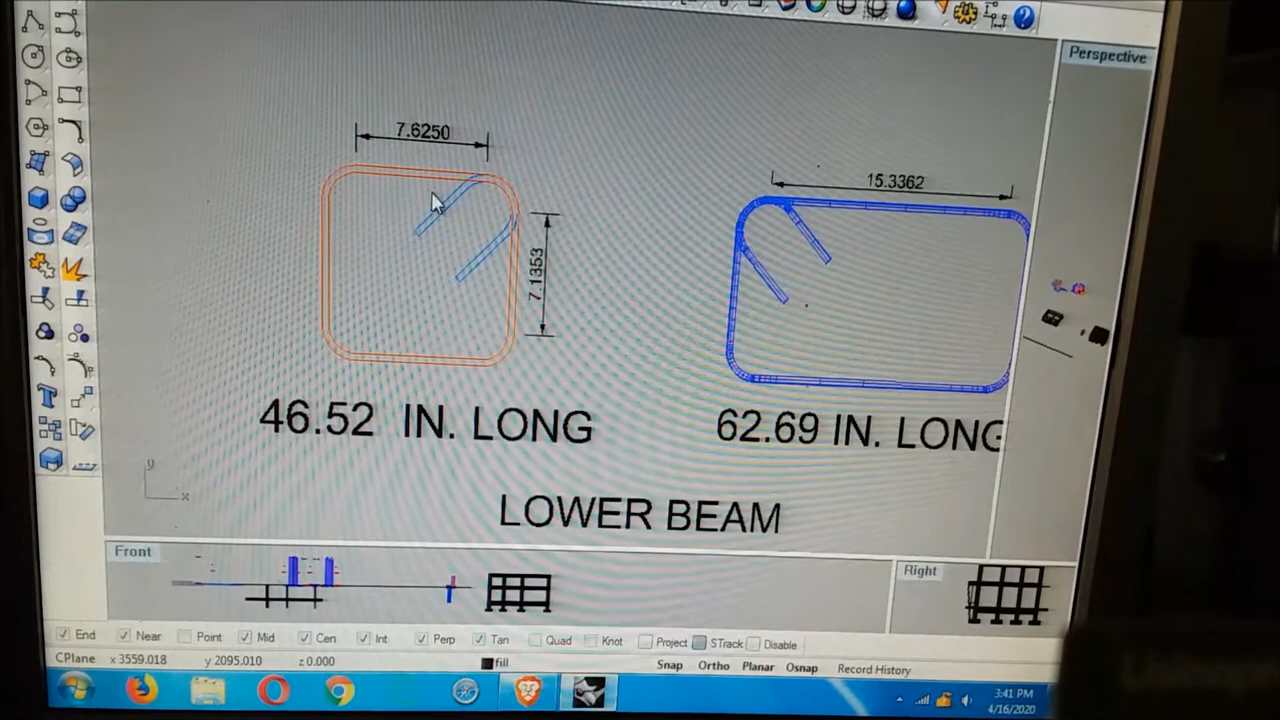 Perspective
7.6250
15.3362
7.1353
46.52 IN. LONG
62.69 IN. LONG
LOWER BEAM
y
x
Front
Right
End Near Point Mid Cen Int Perp Tan Quad Knot Project STrack Disable
CPlane x 3559.018 y 2095.010 z 0.000 fill Snap Ortho Planar Osnap Record History
3:41 PM
4/16/2020